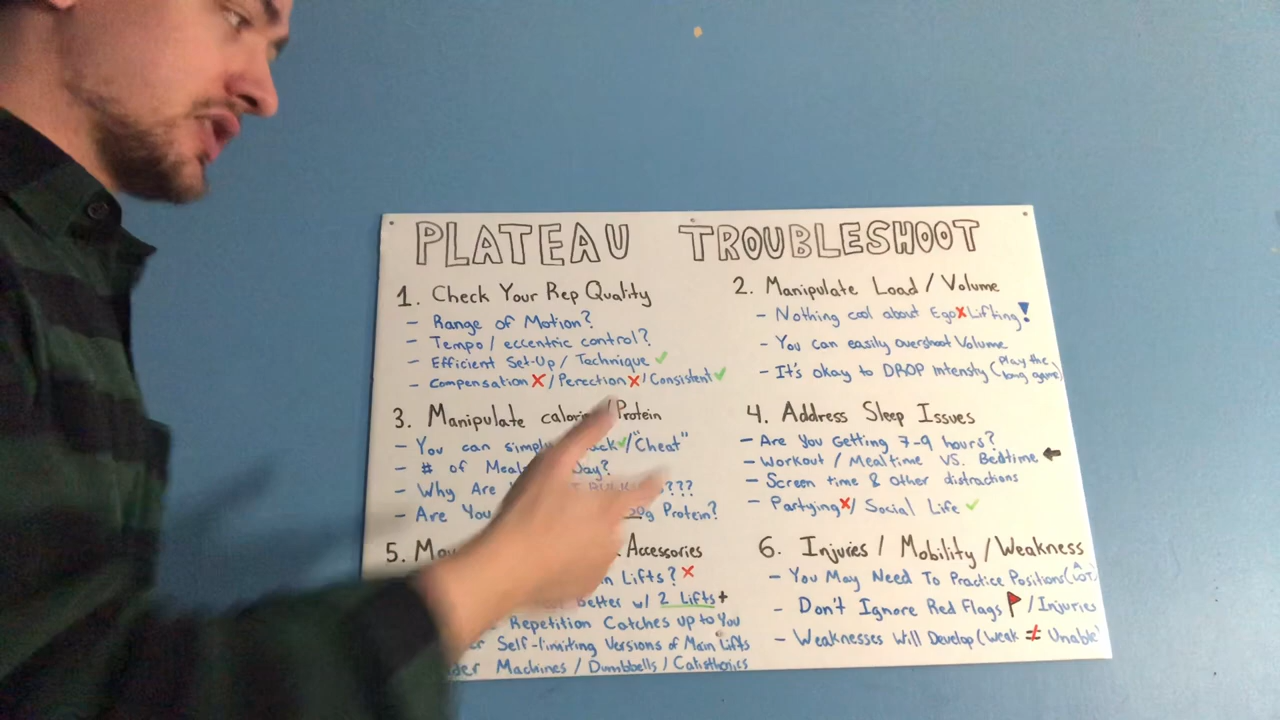 PLATEAU TROUBLESHOOT
1. Check Your Rep Quality
- Range of Motion?
- Tempo / eccentric control?
- Efficient Set-Up / Technique ✓
- Compensation X / Perection X / Consistent ✓
2. Manipulate Load / Volume
- Nothing cool about Ego X Lifting!
- You can easily overshoot Volume
- It's okay to DROP Intensty (Play the long game)
3. Manipulate / Protein
- You can simply ✓ / "Cheat"
- # of Day?
- Why Are ???
- Are You g Protein?
4. Address Sleep Issues
- Are You Getting 7-9 hours?
- Workout / Mealtime VS. Bedtime ←
- Screen time & other distractions
- Partying X / Social Life ✓
5. Accessories
Lifts? X
better w/ 2 Lifts +
Repetition Catches up to You
Self-limiting Versions of Main Lifts
Machines / Dumbbells / Calisthenics
6. Injuries / Mobility / Weakness
- You May Need To Practice Positions
- Don't Ignore Red Flags / Injuries
- Weaknesses Will Develop (Weak ≠ Unable)